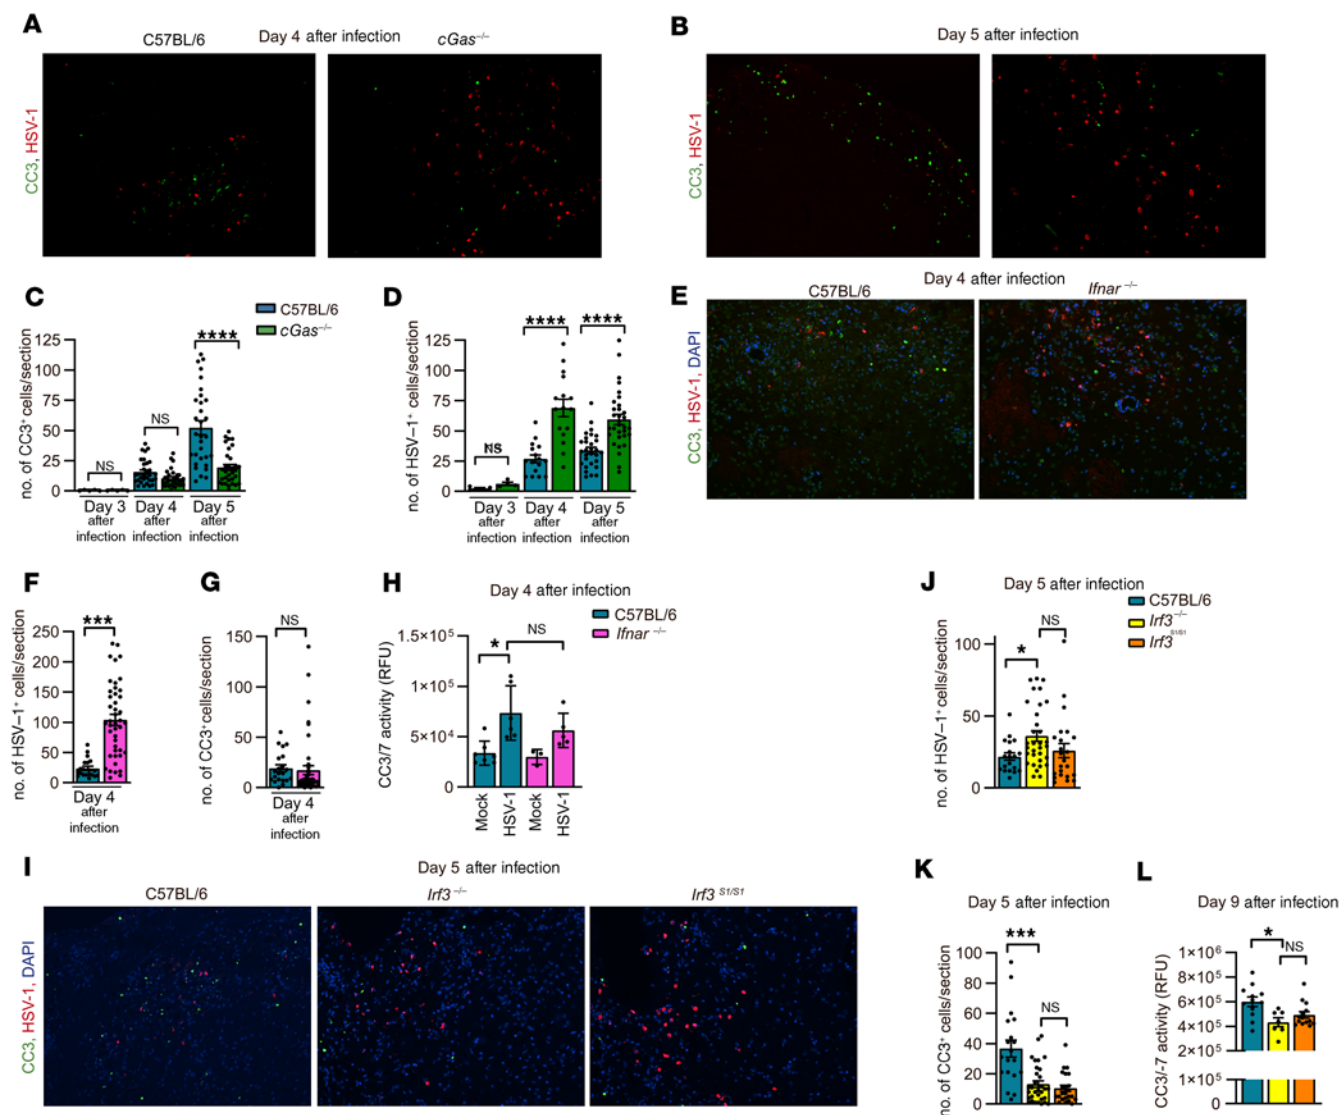 A
C57BL/6
Day 4 after infection
cGas–/–
CC3, HSV-1
B
Day 5 after infection
CC3, HSV-1
C
C57BL/6
cGas–/–
no. of CC3+ cells/section
125
100
75
50
25
0
NS
NS
****
Day 3 after infection
Day 4 after infection
Day 5 after infection
D
no. of HSV–1+ cells/section
125
100
75
50
25
0
NS
****
****
Day 3 after infection
Day 4 after infection
Day 5 after infection
E
Day 4 after infection
C57BL/6
Ifnar –/–
CC3, HSV-1, DAPI
F
no. of HSV–1+ cells/section
250
200
150
100
50
0
***
Day 4 after infection
G
no. of CC3+ cells/section
150
100
50
0
NS
Day 4 after infection
H
Day 4 after infection
C57BL/6
Ifnar –/–
CC3/7 activity (RFU)
1.5×10⁵
1×10⁵
5×10⁴
0
*
NS
Mock
HSV-1
Mock
HSV-1
I
Day 5 after infection
C57BL/6
Irf3 –/–
Irf3 S1/S1
CC3, HSV-1, DAPI
J
Day 5 after infection
C57BL/6
Irf3–/–
Irf3 S1/S1
no. of HSV–1+ cells/section
100
50
0
*
NS
K
Day 5 after infection
no. of CC3+ cells/section
100
80
60
40
20
0
***
NS
L
Day 9 after infection
CC3/-7 activity (RFU)
1×10⁶
8×10⁵
6×10⁵
4×10⁵
2×10⁵
1×10⁵
0
*
NS